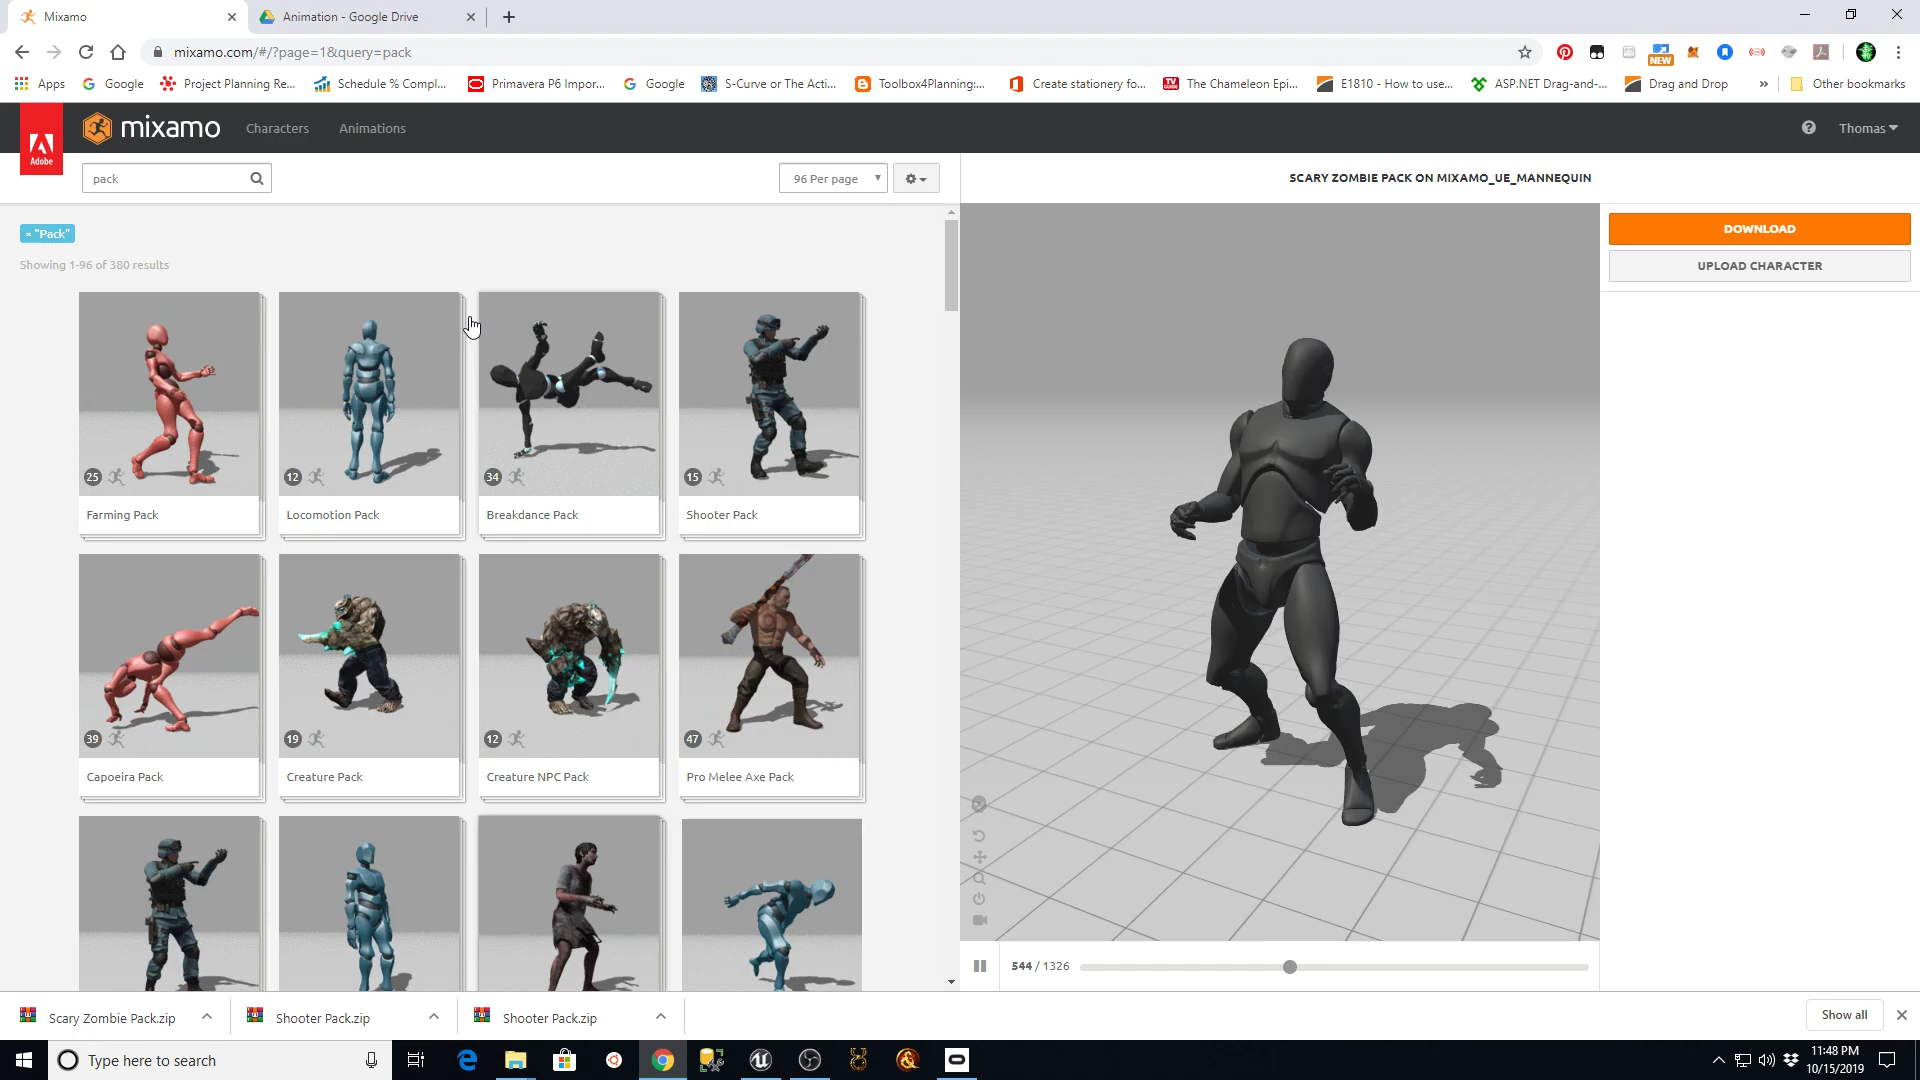 Mixamo
Animation - Google Drive
mixamo.com/#/?page=1&query=pack
NEW
Apps
Google
Project Planning Re...
Schedule % Compl...
Primavera P6 Impor...
Google
S-Curve or The Acti...
Toolbox4Planning:...
Create stationery fo...
The Chameleon Epi...
E1810 - How to use...
ASP.NET Drag-and-...
Drag and Drop
»
Other bookmarks
Adobe
mixamo
Characters
Animations
Thomas
pack
96 Per page
SCARY ZOMBIE PACK ON MIXAMO_UE_MANNEQUIN
× "Pack"
Showing 1-96 of 380 results
DOWNLOAD
UPLOAD CHARACTER
25
12
34
15
Farming Pack
Locomotion Pack
Breakdance Pack
Shooter Pack
39
19
12
47
Capoeira Pack
Creature Pack
Creature NPC Pack
Pro Melee Axe Pack
544 / 1326
Scary Zombie Pack.zip
Shooter Pack.zip
Shooter Pack.zip
Show all
Type here to search
11:48 PM
10/15/2019